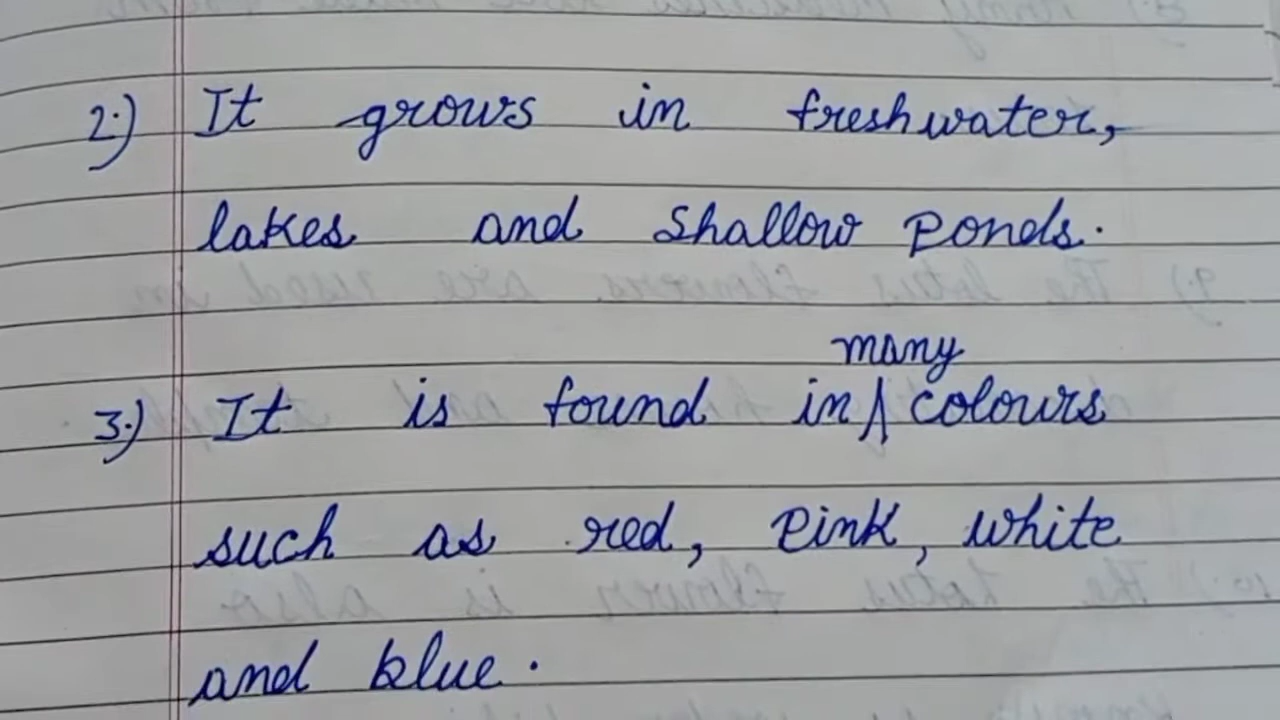 2.) It grows in freshwater,
lakes and shallow ponds.
many
3.) It is found in colours
such as red, pink, white
and blue.